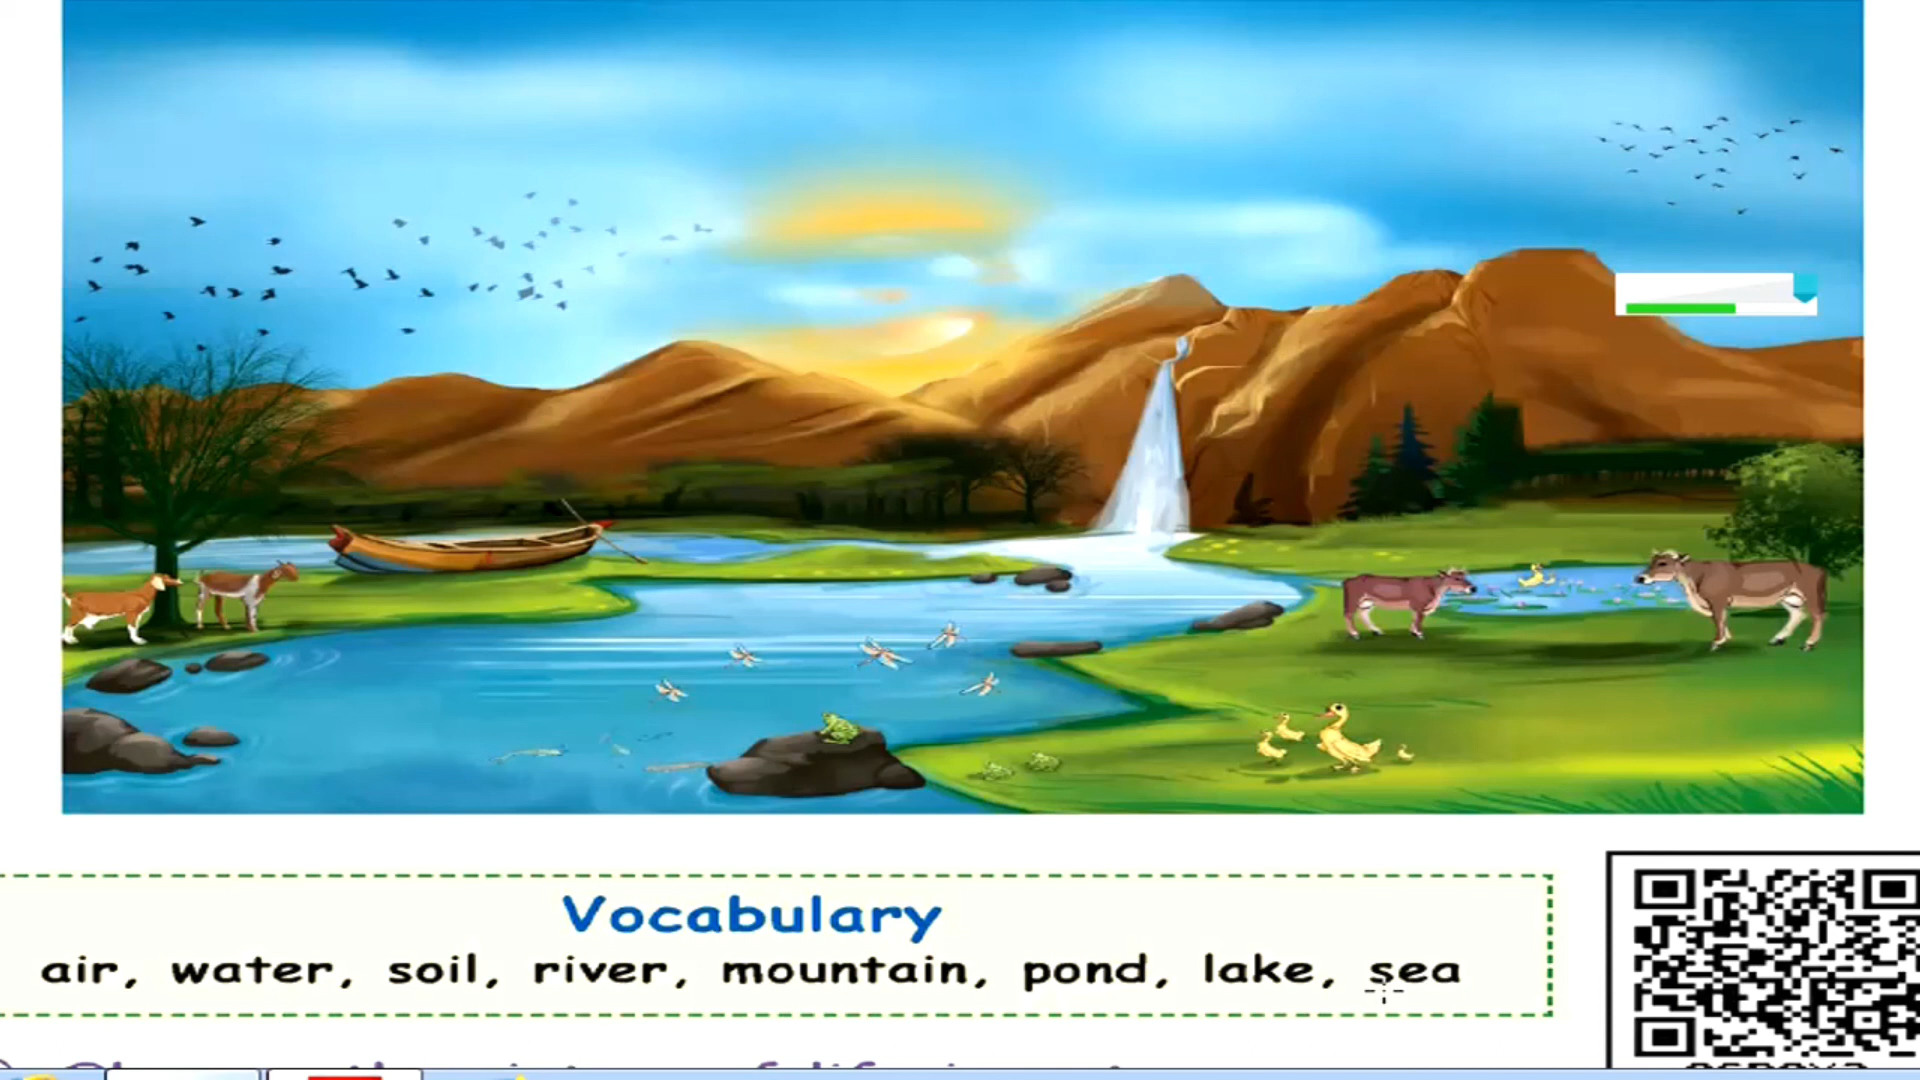 Vocabulary
air, water, soil, river, mountain, pond, lake, sea